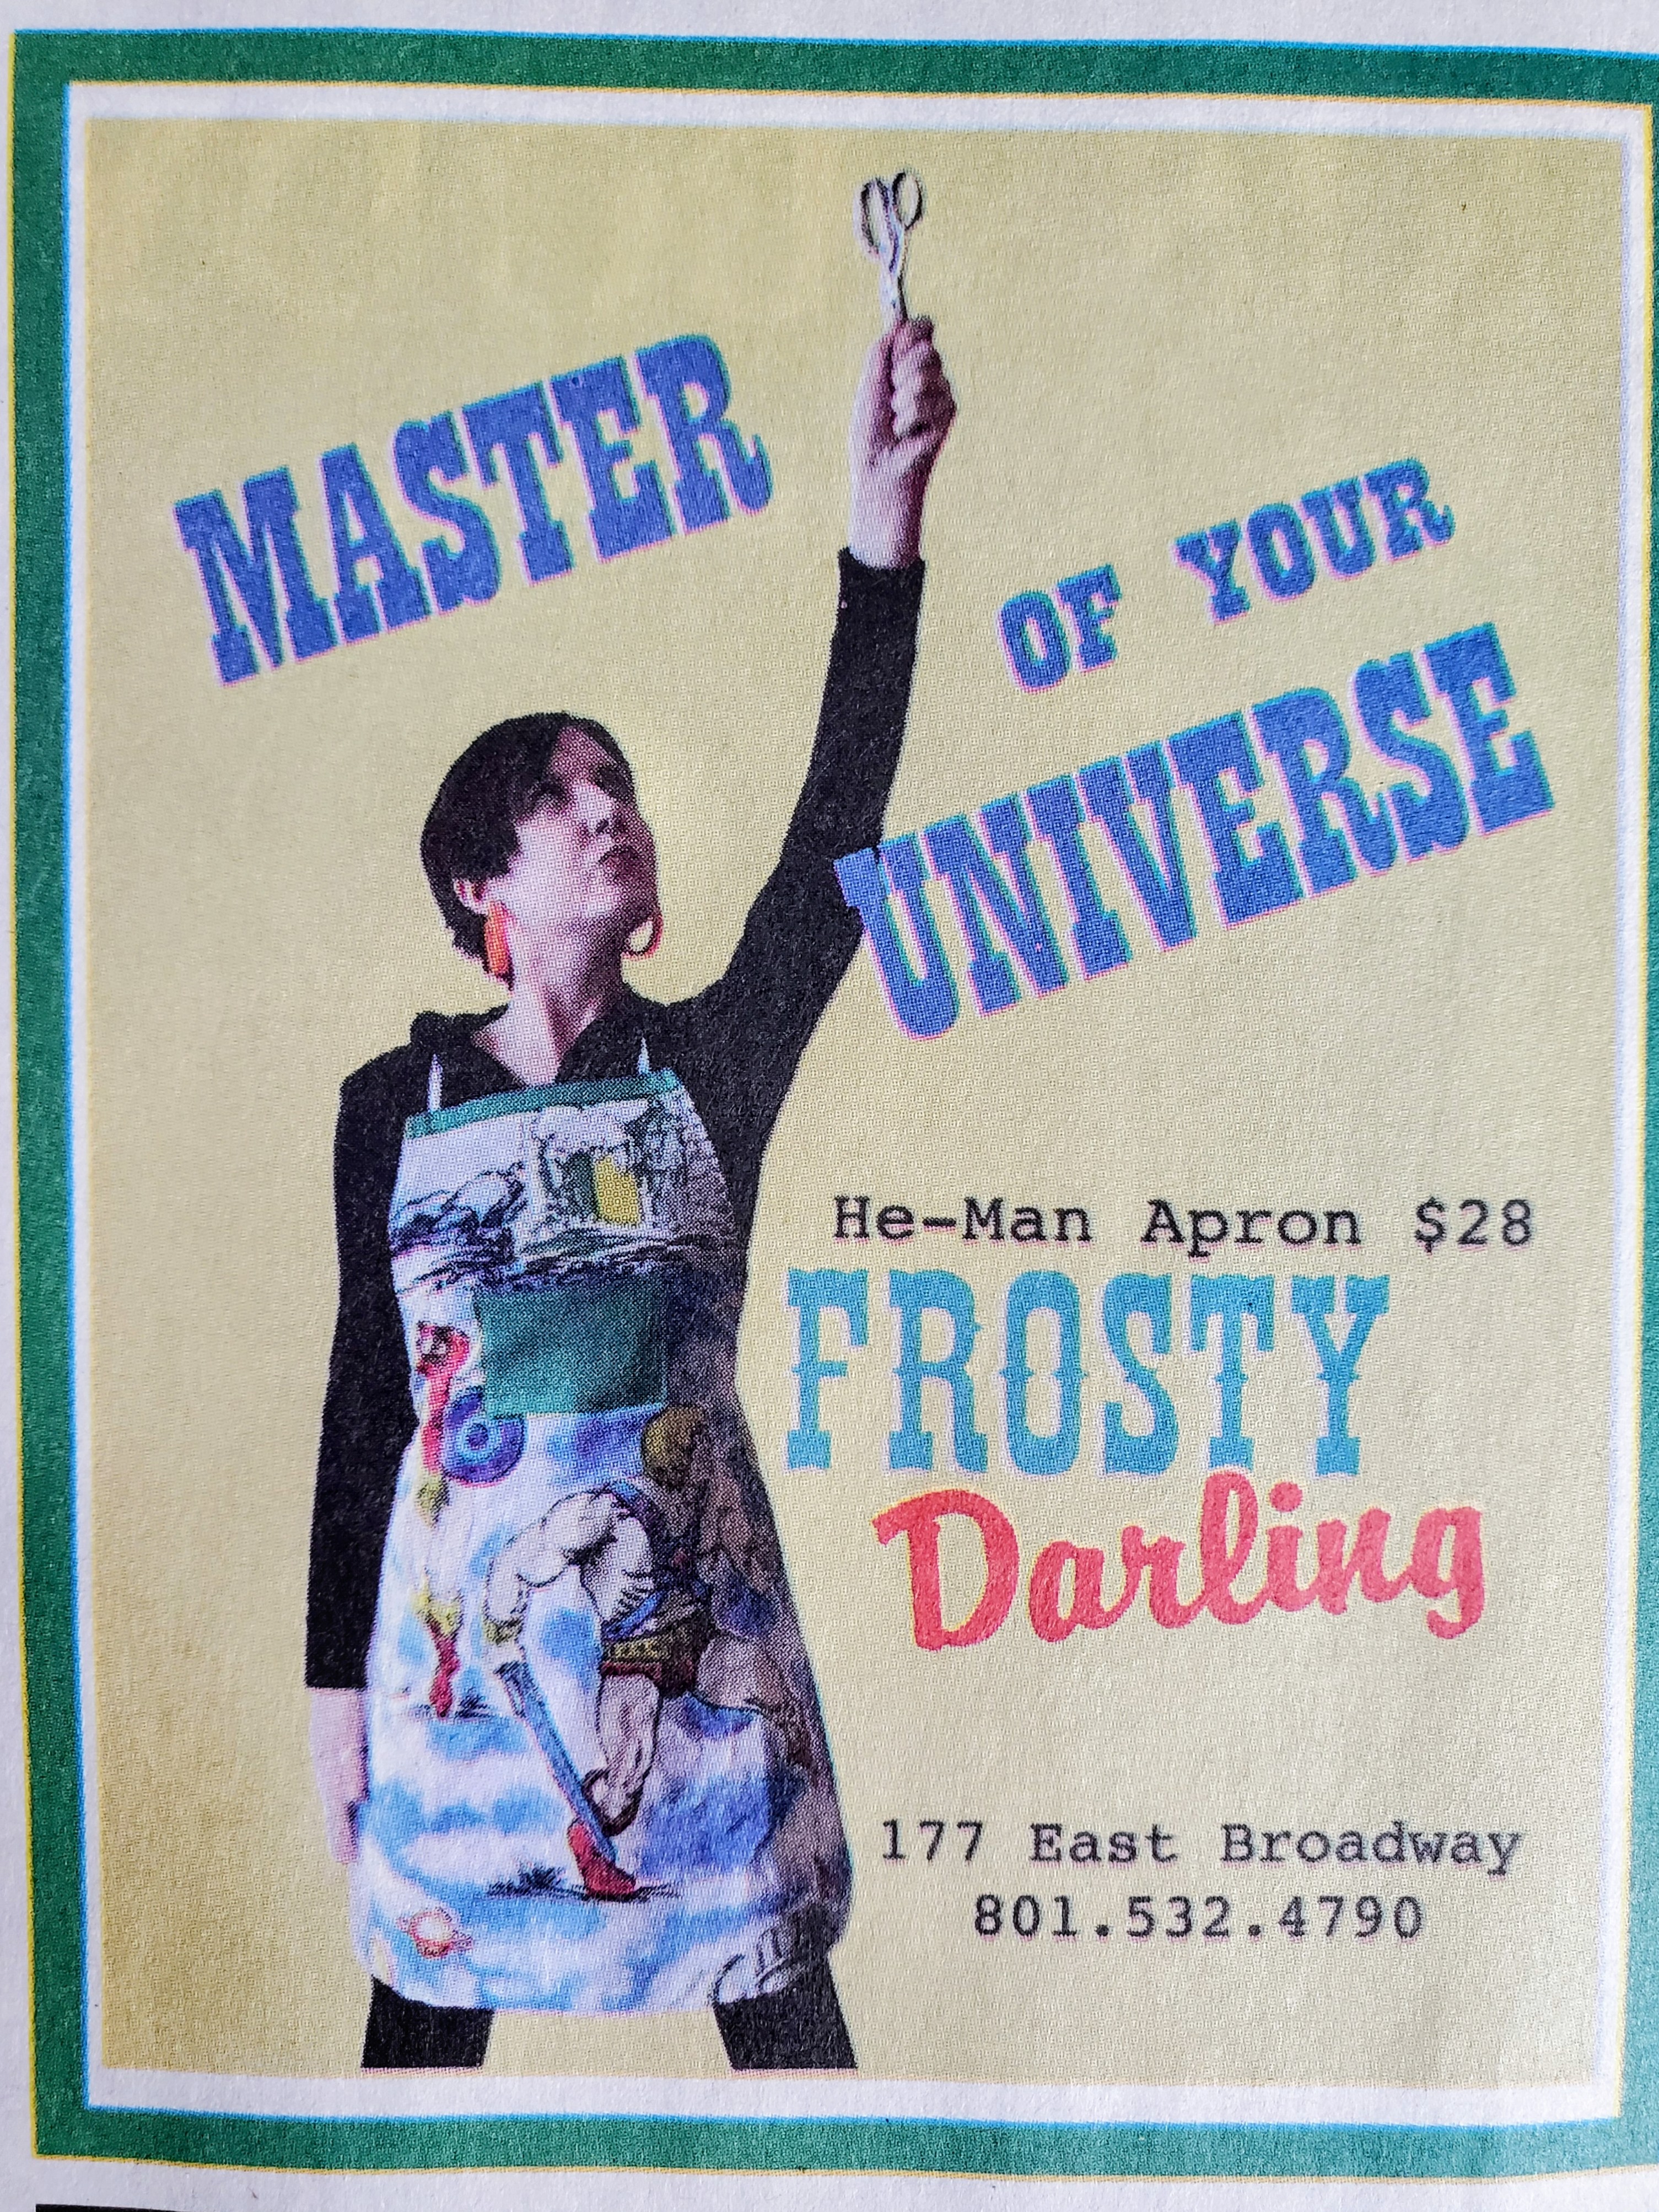 MASTER
OF YOUR
UNIVERSE
He-Man Apron $28
FROSTY
Darling
177 East Broadway
801.532.4790